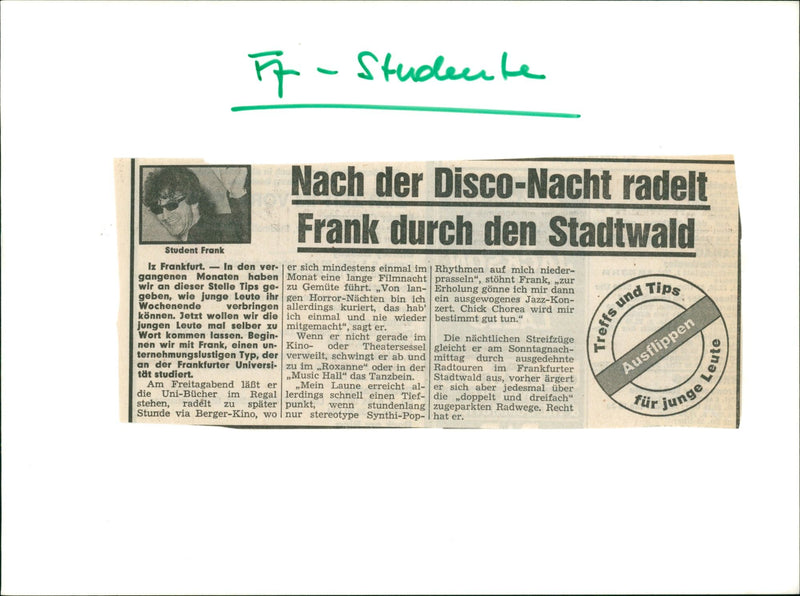 Ff - Studente
Nach der Disco-Nacht radelt
Frank durch den Stadtwald
Student Frank
lz Frankfurt. — In den ver-
gangenen Monaten haben
wir an dieser Stelle Tips ge-
geben, wie junge Leute ihr
Wochenende verbringen
können. Jetzt wollen wir die
jungen Leute mal selber zu
Wort kommen lassen. Begin-
nen wir mit Frank, einen un-
ternehmungslustigen Typ, der
an der Frankfurter Universi-
tät studiert.
Am Freitagabend läßt er
die Uni-Bücher im Regal
stehen, radelt zu später
Stunde via Berger-Kino, wo
er sich mindestens einmal im
Monat eine lange Filmnacht
zu Gemüte führt. „Von lan-
gen Horror-Nächten bin ich
allerdings kuriert, das hab'
ich einmal und nie wieder
mitgemacht“, sagt er.
Wenn er nicht gerade im
Kino- oder Theatersessel
verweilt, schwingt er ab und
zu im „Roxanne“ oder in der
„Music Hall“ das Tanzbein.
„Mein Laune erreicht al-
lerdings schnell einen Tief-
punkt, wenn stundenlang
nur stereotype Synthi-Pop-
Rhythmen auf mich nieder-
prasseln“, stöhnt Frank, „zur
Erholung gönne ich mir dann
ein ausgewogenes Jazz-Kon-
zert. Chick Chorea wird mir
bestimmt gut tun.“
Die nächtlichen Streifzüge
gleicht er am Sonntagnach-
mittag durch ausgedehnte
Radtouren im Frankfurter
Stadtwald aus, vorher ärgert
er sich aber jedesmal über
die „doppelt und dreifach“
zugeparkten Radwege. Recht
hat er.
Treffs und Tips
Ausflippen
für junge Leute